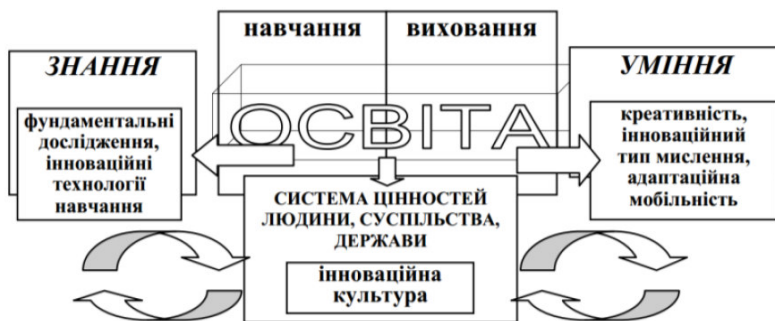 навчання
виховання
ЗНАННЯ
фундаментальні
дослідження,
інноваційні
технології
навчання
ОСВІТА
УМІННЯ
креативність,
інноваційний
тип мислення,
адаптаційна
мобільність
СИСТЕМА ЦІННОСТЕЙ
ЛЮДИНИ, СУСПІЛЬСТВА,
ДЕРЖАВИ
інноваційна
культура